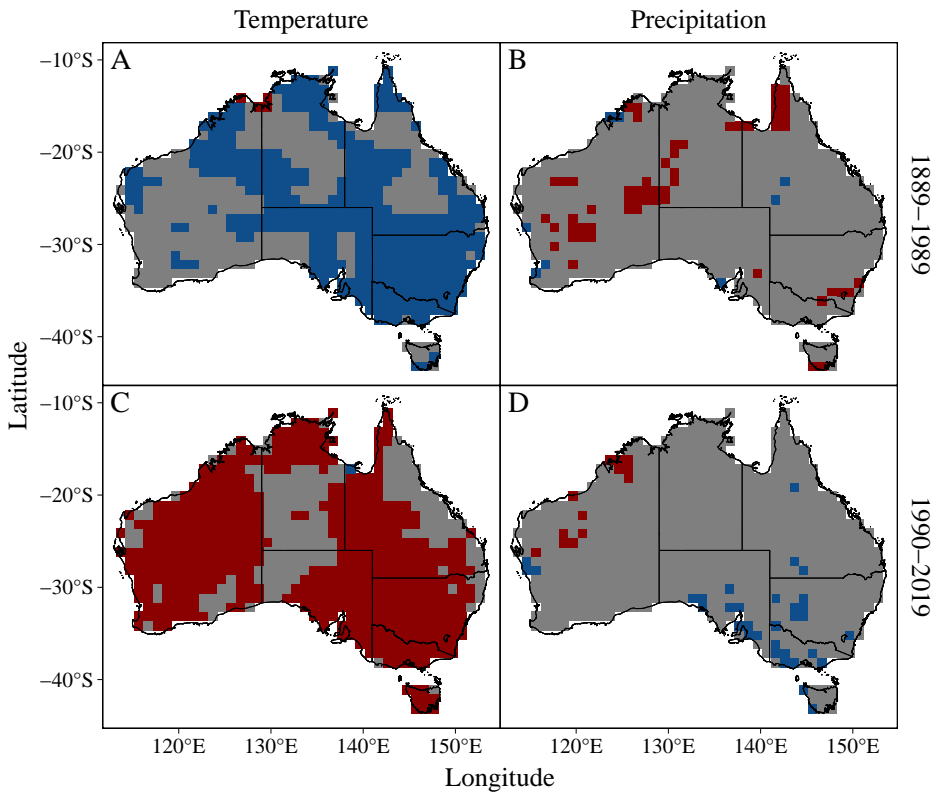 Temperature Precipitation
A B
−10°S
−20°S
−30°S
−40°S
1889−1989
C D
−10°S
−20°S
−30°S
−40°S
1990−2019
Latitude
120°E 130°E 140°E 150°E 120°E 130°E 140°E 150°E
Longitude